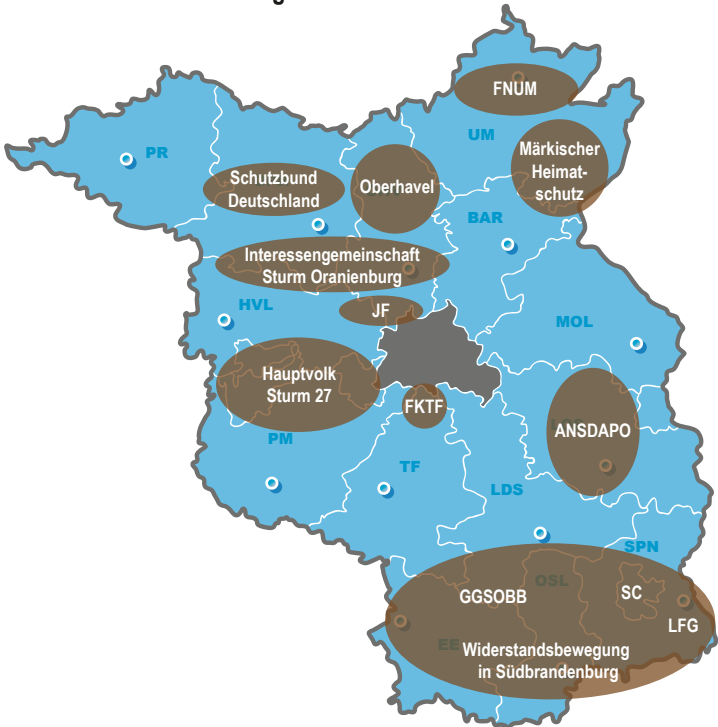 FNUM
UM
PR
Märkischer
Heimat-
schutz
Schutzbund
Deutschland
Oberhavel
BAR
Interessengemeinschaft
Sturm Oranienburg
HVL
JF
MOL
Hauptvolk
Sturm 27
FKTF
ANSDAPO
PM
TF
LDS
SPN
OSL
GGSOBB
SC
LFG
EE
Widerstandsbewegung
in Südbrandenburg